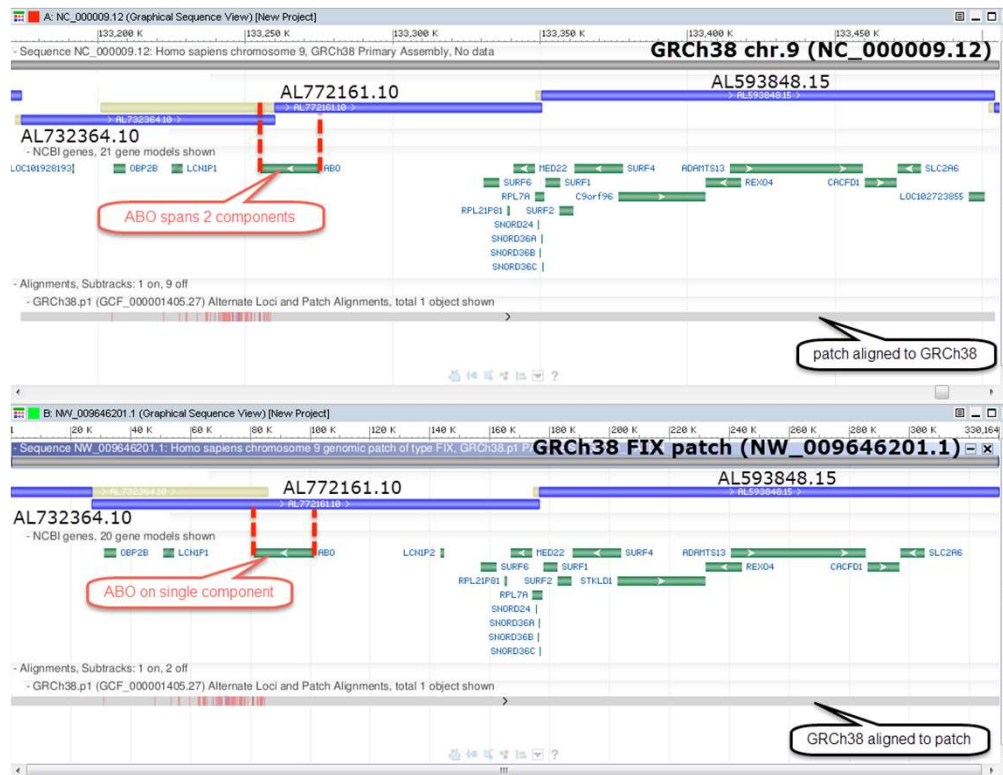 A: NC_000009.12 (Graphical Sequence View) [New Project]
133,200 K 133,250 K 133,300 K 133,350 K 133,400 K 133,450 K
- Sequence NC_000009.12: Homo sapiens chromosome 9, GRCh38 Primary Assembly, No data
GRCh38 chr.9 (NC_000009.12)
AL772161.10 AL593848.15
> AL593848.15 >
> AL772161.10 >
> AL732364.10 >
AL732364.10
- NCBI genes, 21 gene models shown
LOC101928193 OBP2B LCN1P1 ABO MED22 SURF4 ADAMTS13 SLC2A6
SURF6 SURF1 REXO4 CACFD1
RPL7A C9orf96 LOC102723855
RPL21P81 SURF2
ABO spans 2 components
SNORD24
SNORD36A
SNORD36B
SNORD36C
- Alignments, Subtracks: 1 on, 9 off
- GRCh38.p1 (GCF_000001405.27) Alternate Loci and Patch Alignments, total 1 object shown
patch aligned to GRCh38
B: NW_009646201.1 (Graphical Sequence View) [New Project]
1 20 K 40 K 60 K 80 K 100 K 120 K 140 K 160 K 180 K 200 K 220 K 240 K 260 K 280 K 300 K 330,164
- Sequence NW_009646201.1: Homo sapiens chromosome 9 genomic patch of type FIX, GRCh38.p1
GRCh38 FIX patch (NW_009646201.1)
AL772161.10 AL593848.15
> AL732364.10 > > AL593848.15 >
> AL772161.10 >
AL732364.10
- NCBI genes, 20 gene models shown
OBP2B LCN1P1 ABO LCN1P2 MED22 SURF4 ADAMTS13 SLC2A6
SURF6 SURF1 REXO4 CACFD1
RPL21P81 SURF2 STKLD1
RPL7A
ABO on single component
SNORD24
SNORD36A
SNORD36B
SNORD36C
- Alignments, Subtracks: 1 on, 2 off
- GRCh38.p1 (GCF_000001405.27) Alternate Loci and Patch Alignments, total 1 object shown
GRCh38 aligned to patch